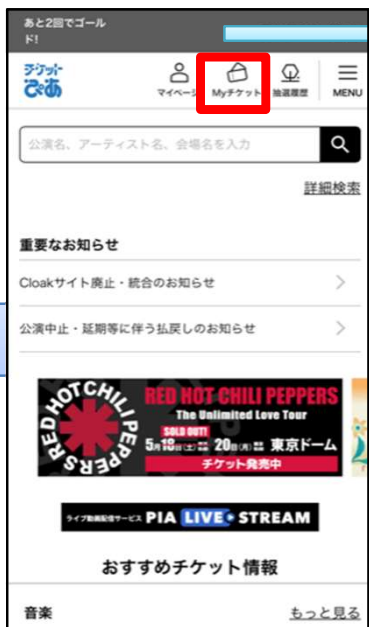 あと2回でゴール
ド!
チケット
ぴあ
マイページ
Myチケット
抽選履歴
MENU
公演名、アーティスト名、会場名を入力
詳細検索
重要なお知らせ
Cloakサイト廃止・統合のお知らせ
公演中止・延期等に伴う払戻しのお知らせ
RED HOT CHILI PEPPERS
RED HOT CHILI PEPPERS
The Unlimited Love Tour
SOLD OUT!
5月18日(土) 20日(月) 東京ドーム
チケット発売中
ライブ動画配信サービス PIA LIVE STREAM
おすすめチケット情報
音楽
もっと見る